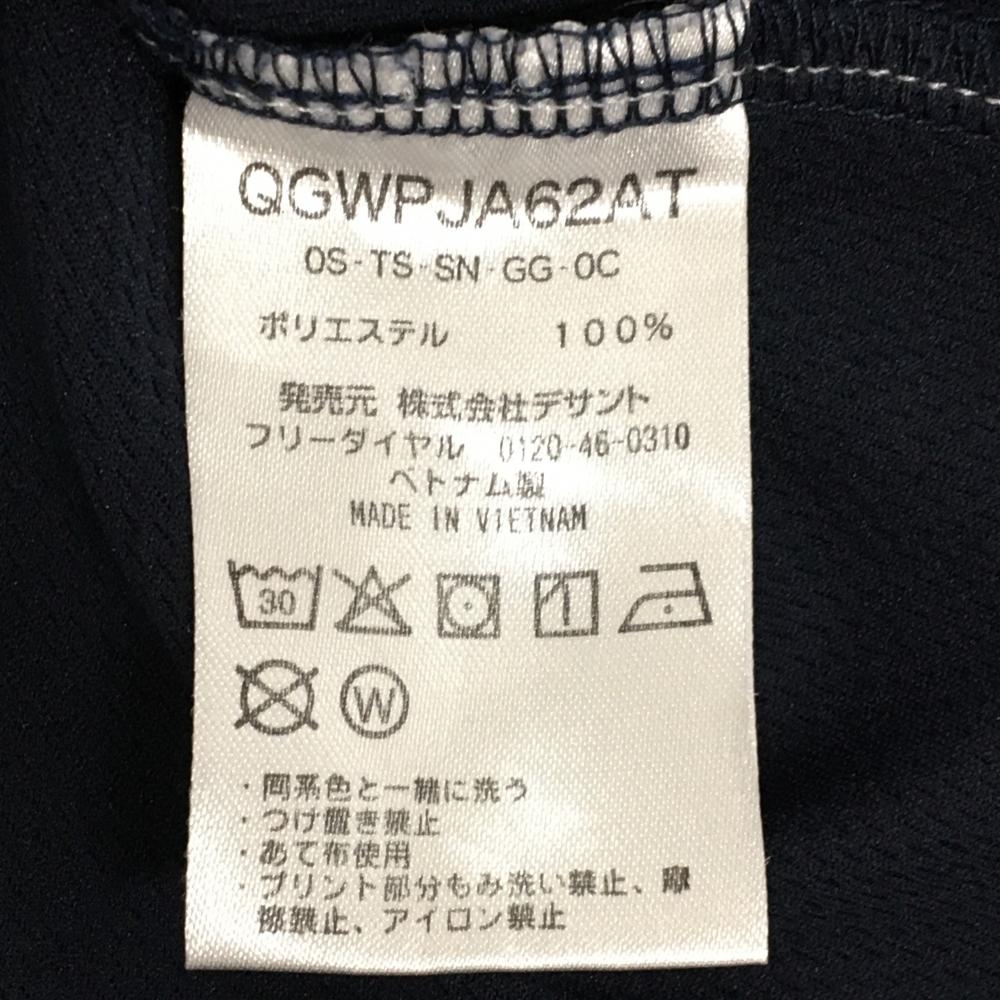 QGWPJA62AT
0S-TS-SN-GG-0C
ポリエステル 100%
発売元 株式会社デサント
フリーダイヤル 0120-46-0310
ベトナム製
MADE IN VIETNAM
30
W
・同系色と一緒に洗う
・つけ置き禁止
・あて布使用
・プリント部分もみ洗い禁止、摩
擦禁止、アイロン禁止